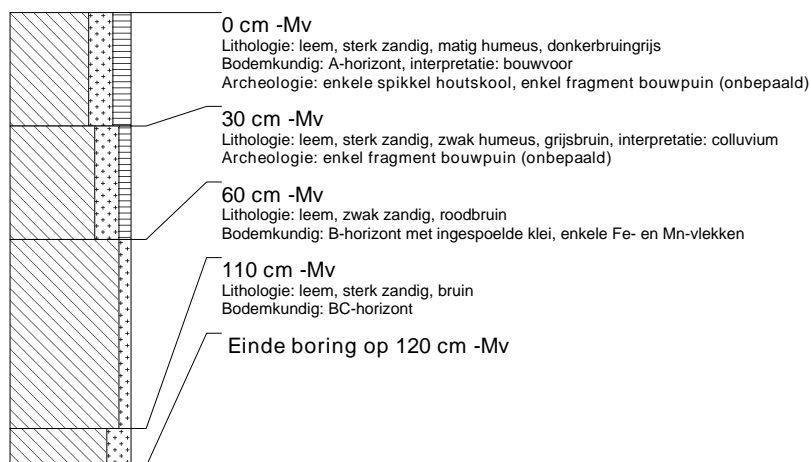 0 cm -Mv
Lithologie: leem, sterk zandig, matig humeus, donkerbruingrijs
Bodemkundig: A-horizont, interpretatie: bouwvoor
Archeologie: enkele spikkel houtskool, enkel fragment bouwpuin (onbepaald)
30 cm -Mv
Lithologie: leem, sterk zandig, zwak humeus, grijsbruin, interpretatie: colluvium
Archeologie: enkel fragment bouwpuin (onbepaald)
60 cm -Mv
Lithologie: leem, zwak zandig, roodbruin
Bodemkundig: B-horizont met ingespoelde klei, enkele Fe- en Mn-vlekken
110 cm -Mv
Lithologie: leem, sterk zandig, bruin
Bodemkundig: BC-horizont
Einde boring op 120 cm -Mv